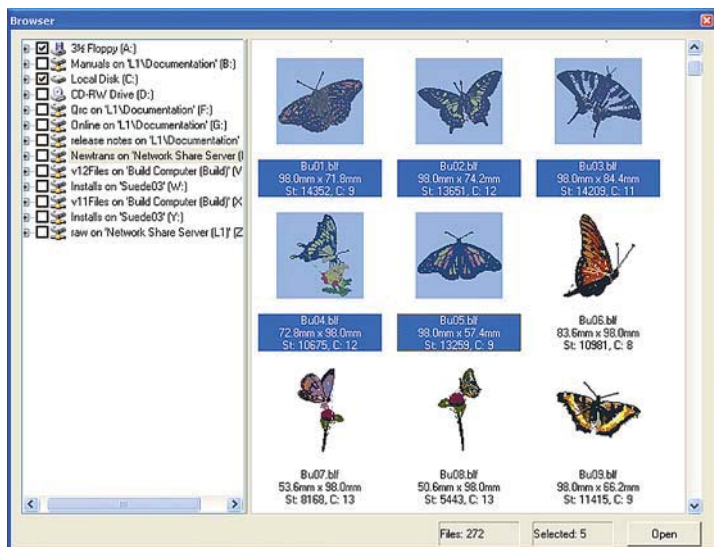 Browser
3½ Floppy (A:)
Manuals on 'L1\Documentation' (B:)
Local Disk (C:)
CD-RW Drive (D:)
Qrc on 'L1\Documentation' (F:)
Online on 'L1\Documentation' (G:)
release notes on 'L1\Documentation'
Newtrans on 'Network Share Server (
v12Files on 'Build Computer (Build)' (V
Installs on 'Suede03' (W:)
v11Files on 'Build Computer (Build)' (X
Installs on 'Suede03' (Y:)
raw on 'Network Share Server (L1)' (Z
Bu01.blf
98.0mm x 71.8mm
St: 14352, C: 9
Bu02.blf
98.0mm x 74.2mm
St: 13651, C: 12
Bu03.blf
98.0mm x 84.4mm
St: 14209, C: 11
Bu04.blf
72.8mm x 98.0mm
St: 10675, C: 12
Bu05.blf
98.0mm x 57.4mm
St: 13259, C: 9
Bu06.blf
83.6mm x 98.0mm
St: 10981, C: 8
Bu07.blf
53.6mm x 98.0mm
St: 8168, C: 13
Bu08.blf
50.6mm x 98.0mm
St: 5443, C: 13
Bu09.blf
98.0mm x 66.2mm
St: 11415, C: 9
Files: 272
Selected: 5
Open